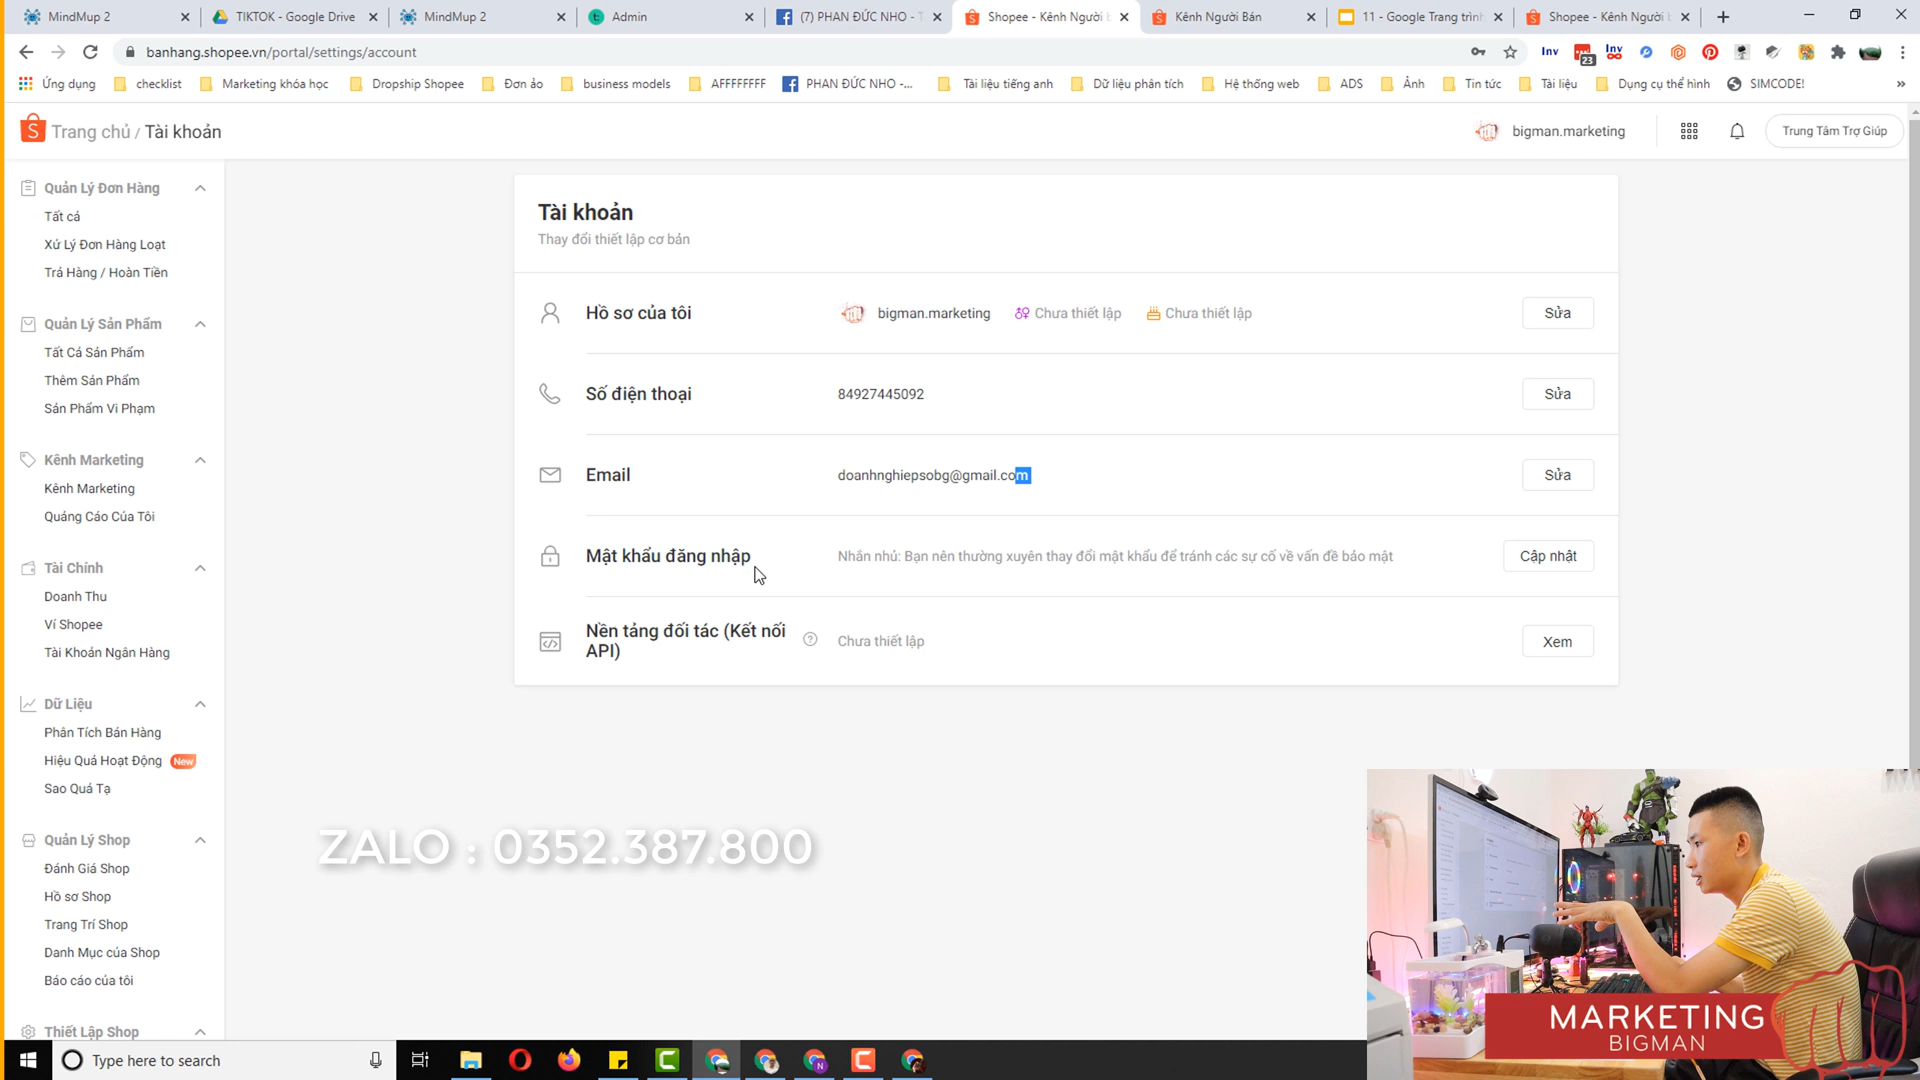 MindMup 2
TIKTOK - Google Drive
MindMup 2
Admin
(7) PHAN ĐỨC NHO - T
Shopee - Kênh Người b
Kênh Người Bán
11 - Google Trang trình
Shopee - Kênh Người b
banhang.shopee.vn/portal/settings/account
Inv
23
Inv
Ứng dụng
checklist
Marketing khóa học
Dropship Shopee
Đơn ảo
business models
AFFFFFFF
PHAN ĐỨC NHO -...
Tài liệu tiếng anh
Dữ liệu phân tích
Hệ thống web
ADS
Ảnh
Tin tức
Tài liệu
Dụng cụ thể hình
SIMCODE!
»
Trang chủ / Tài khoản
bigman.marketing
Trung Tâm Trợ Giúp
Quản Lý Đơn Hàng
Tất cả
Xử Lý Đơn Hàng Loạt
Trả Hàng / Hoàn Tiền
Quản Lý Sản Phẩm
Tất Cả Sản Phẩm
Thêm Sản Phẩm
Sản Phẩm Vi Phạm
Kênh Marketing
Kênh Marketing
Quảng Cáo Của Tôi
Tài Chính
Doanh Thu
Ví Shopee
Tài Khoản Ngân Hàng
Dữ Liệu
Phân Tích Bán Hàng
Hiệu Quả Hoạt Động New
Sao Quả Tạ
Quản Lý Shop
Đánh Giá Shop
Hồ sơ Shop
Trang Trí Shop
Danh Mục của Shop
Báo cáo của tôi
Thiết Lập Shop
Tài khoản
Thay đổi thiết lập cơ bản
Hồ sơ của tôi
bigman.marketing
Chưa thiết lập
Chưa thiết lập
Sửa
Số điện thoại
84927445092
Sửa
Email
doanhnghiepsobg@gmail.com
Sửa
Mật khẩu đăng nhập
Nhắn nhủ: Bạn nên thường xuyên thay đổi mật khẩu để tránh các sự cố về vấn đề bảo mật
Cập nhật
Nền tảng đối tác (Kết nối
API)
Chưa thiết lập
Xem
ZALO : 0352.387.800
MARKETING
BIGMAN
Type here to search